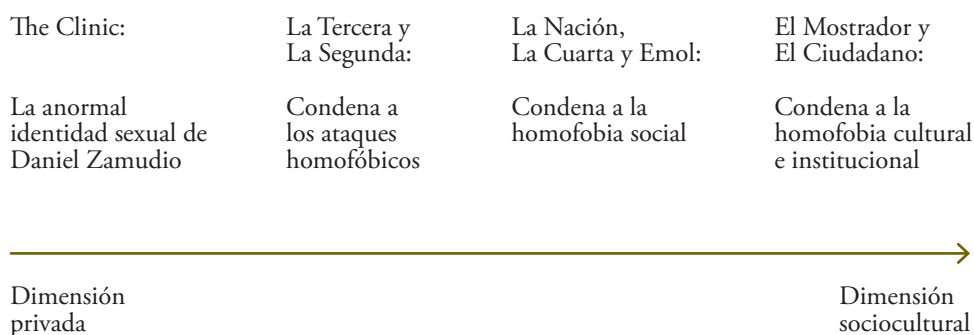 The Clinic:
La Tercera y
La Segunda:
La Nación,
La Cuarta y Emol:
El Mostrador y
El Ciudadano:
La anormal
identidad sexual de
Daniel Zamudio
Condena a
los ataques
homofóbicos
Condena a la
homofobia social
Condena a la
homofobia cultural
e institucional
Dimensión
privada
Dimensión
sociocultural